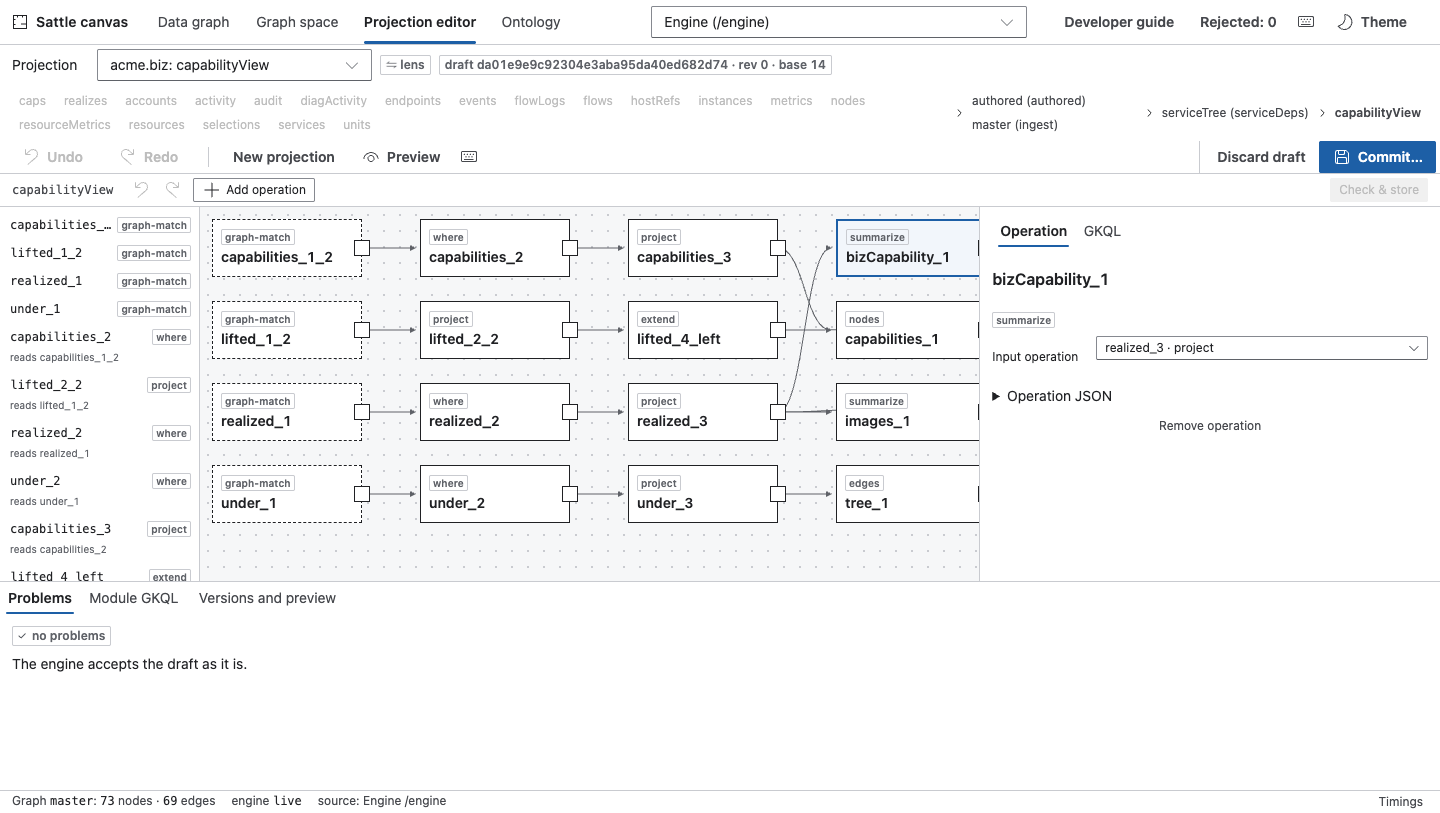 Sattle canvas Data graph Graph space Projection editor Ontology Engine (/engine) Developer guide Rejected: 0 Theme
Projection acme.biz: capabilityView lens draft da01e9e9c92304e3aba95da40ed682d74 · rev 0 · base 14
caps realizes accounts activity audit diagActivity endpoints events flowLogs flows hostRefs instances metrics nodes
resourceMetrics resources selections services units
authored (authored)
master (ingest)
serviceTree (serviceDeps) capabilityView
Undo Redo New projection Preview Discard draft Commit...
capabilityView Add operation Check & store
capabilities_… graph-match
lifted_1_2 graph-match
realized_1 graph-match
under_1 graph-match
capabilities_2 where
reads capabilities_1_2
lifted_2_2 project
reads lifted_1_2
realized_2 where
reads realized_1
under_2 where
reads under_1
capabilities_3 project
reads capabilities_2
lifted_4_left extend
graph-match where project summarize
capabilities_1_2 capabilities_2 capabilities_3 bizCapability_1
graph-match project extend nodes
lifted_1_2 lifted_2_2 lifted_4_left capabilities_1
graph-match where project summarize
realized_1 realized_2 realized_3 images_1
graph-match where project edges
under_1 under_2 under_3 tree_1
Operation GKQL
bizCapability_1
summarize
Input operation realized_3 · project
Operation JSON
Remove operation
Problems Module GKQL Versions and preview
no problems
The engine accepts the draft as it is.
Graph master: 73 nodes · 69 edges engine live source: Engine /engine Timings